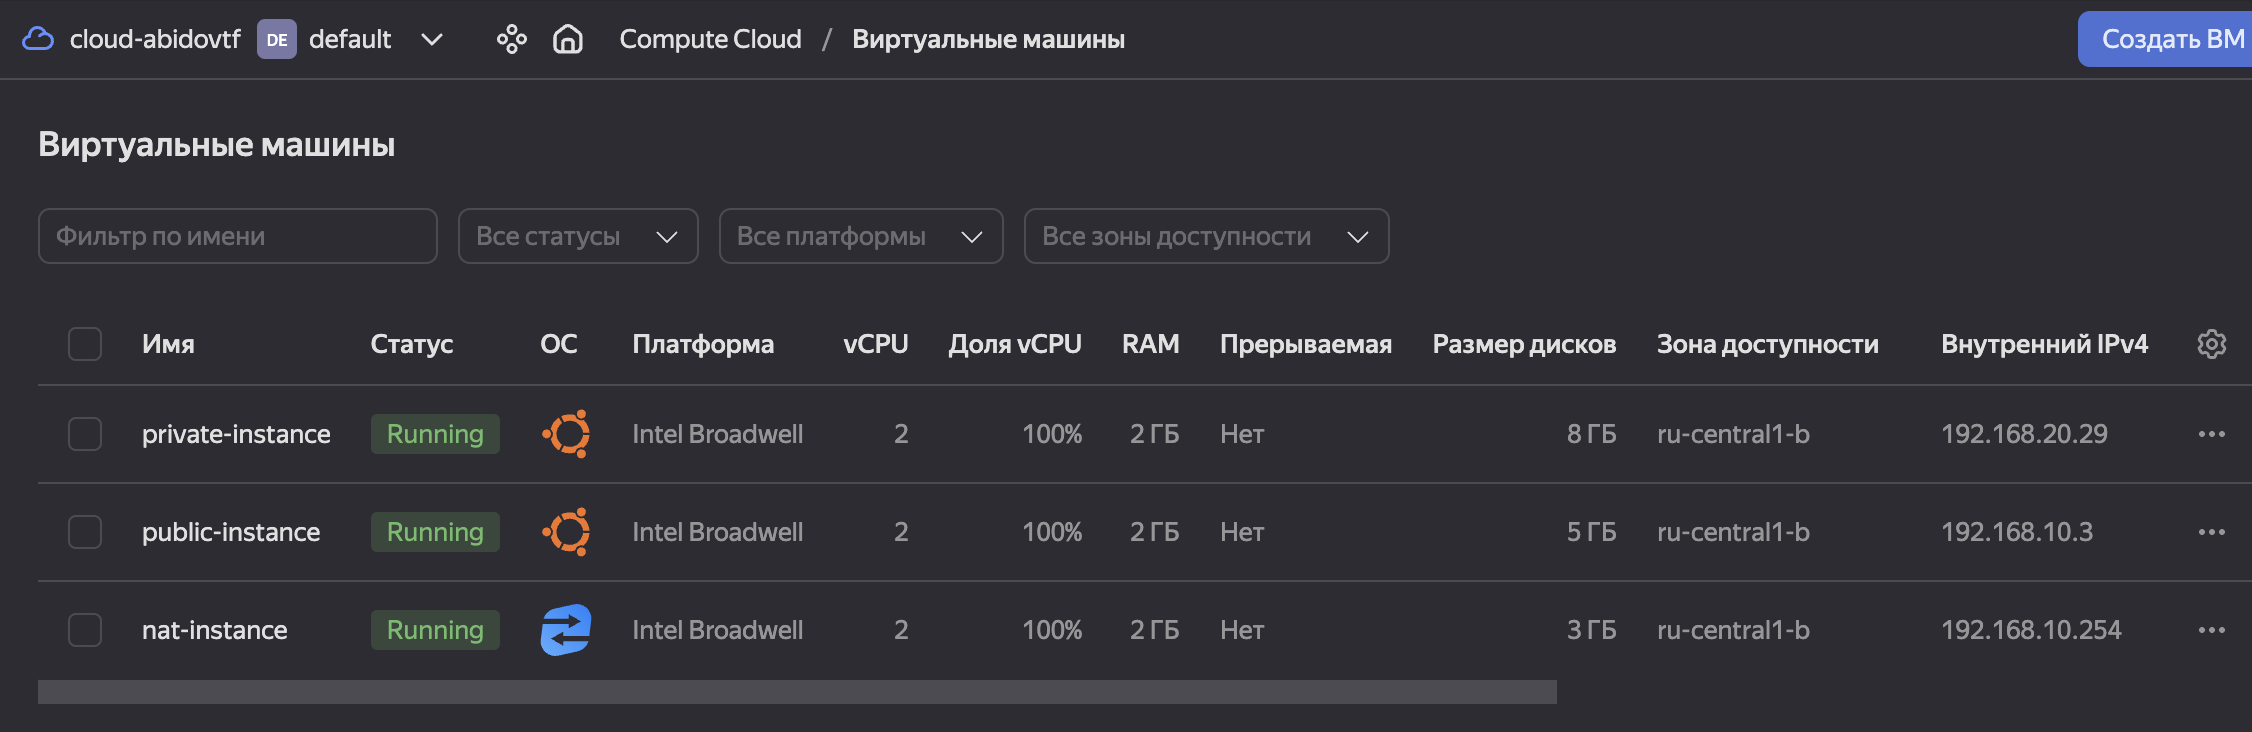 cloud-abidovtf DE default Compute Cloud / Виртуальные машины Создать ВМ
Виртуальные машины
Фильтр по имени Все статусы Все платформы Все зоны доступности
Имя Статус ОС Платформа vCPU Доля vCPU RAM Прерываемая Размер дисков Зона доступности Внутренний IPv4
private-instance Running Intel Broadwell 2 100% 2 ГБ Нет 8 ГБ ru-central1-b 192.168.20.29
public-instance Running Intel Broadwell 2 100% 2 ГБ Нет 5 ГБ ru-central1-b 192.168.10.3
nat-instance Running Intel Broadwell 2 100% 2 ГБ Нет 3 ГБ ru-central1-b 192.168.10.254